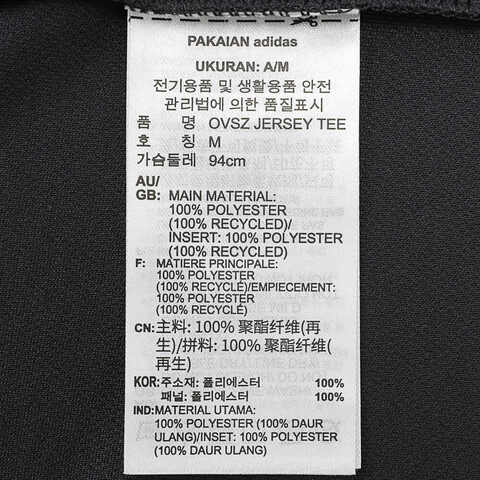 PAKAIAN adidas
UKURAN: A/M
전기용품 및 생활용품 안전
관리법에 의한 품질표시
품 명 OVSZ JERSEY TEE
호 칭 M
가슴둘레 94cm
AU/
GB: MAIN MATERIAL:
100% POLYESTER
(100% RECYCLED)/
INSERT: 100% POLYESTER
(100% RECYCLED)
F: MATIERE PRINCIPALE:
100% POLYESTER
(100% RECYCLÉ)/EMPIECEMENT:
100% POLYESTER
(100% RECYCLÉ)
CN: 主料: 100% 聚酯纤维(再
生)/拼料: 100% 聚酯纤维(
再生)
KOR: 주소재: 폴리에스터 100%
패널: 폴리에스터 100%
IND: MATERIAL UTAMA:
100% POLYESTER (100% DAUR
ULANG)/INSET: 100% POLYESTER
(100% DAUR ULANG)